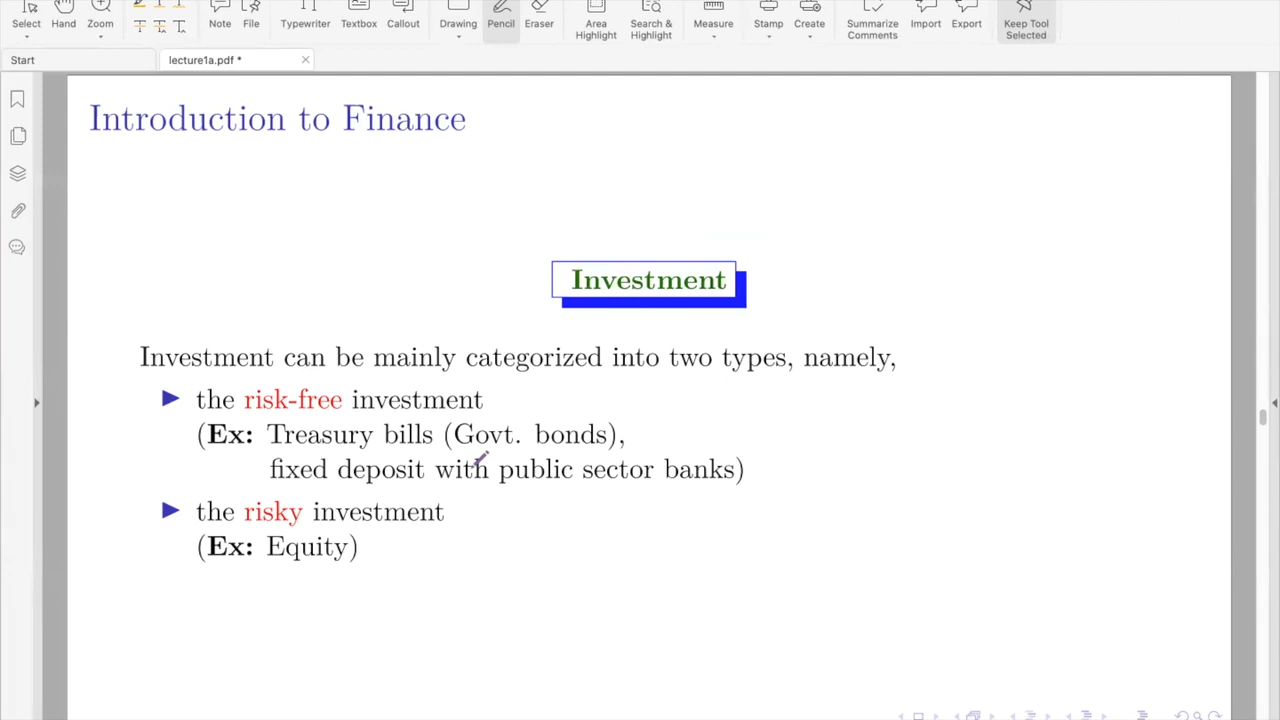 Select Hand Zoom Note File Typewriter Textbox Callout Drawing Pencil Eraser Area Highlight Search & Highlight Measure Stamp Create Summarize Comments Import Export Keep Tool Selected
Start lecture1a.pdf *
Introduction to Finance
Investment
Investment can be mainly categorized into two types, namely,
the risk-free investment
(Ex: Treasury bills (Govt. bonds),
fixed deposit with public sector banks)
the risky investment
(Ex: Equity)